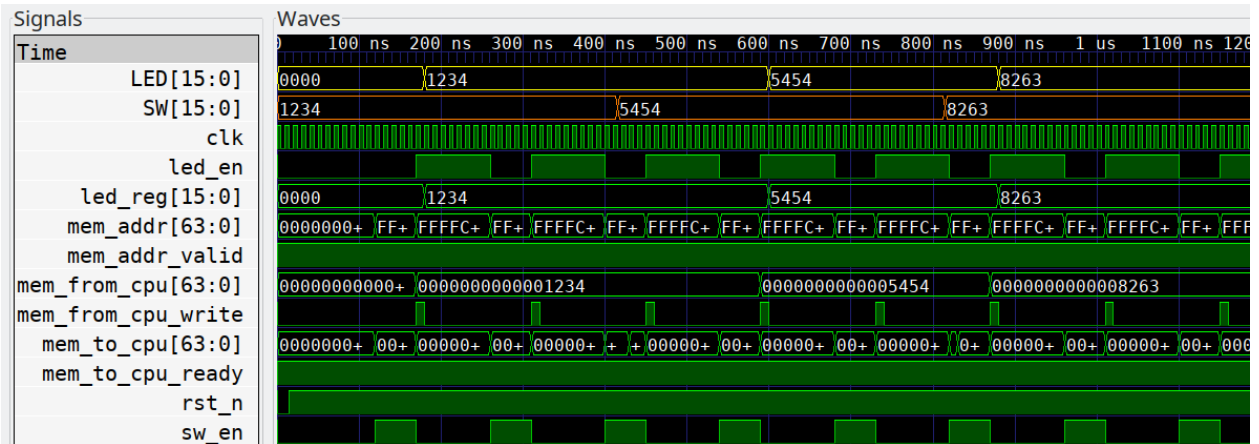 Signals Waves
Time 0 100 ns 200 ns 300 ns 400 ns 500 ns 600 ns 700 ns 800 ns 900 ns 1 us 1100 ns 120
LED[15:0] 0000 1234 5454 8263
SW[15:0] 1234 5454 8263
clk
led_en
led_reg[15:0] 0000 1234 5454 8263
mem_addr[63:0] 0000000+ FF+ FFFFC+ FF+ FFFFC+ FF+ FFFFC+ FF+ FFFFC+ FF+ FFFFC+ FF+ FFFFC+ FF+ FFFFC+ FF+ FFF
mem_addr_valid
mem_from_cpu[63:0] 00000000000+ 0000000000001234 0000000000005454 0000000000008263
mem_from_cpu_write
mem_to_cpu[63:0] 0000000+ 00+ 00000+ 00+ 00000+ + + 00000+ 00+ 00000+ 00+ 00000+ 0+ 00000+ 00+ 00000+ 00+ 000
mem_to_cpu_ready
rst_n
sw_en